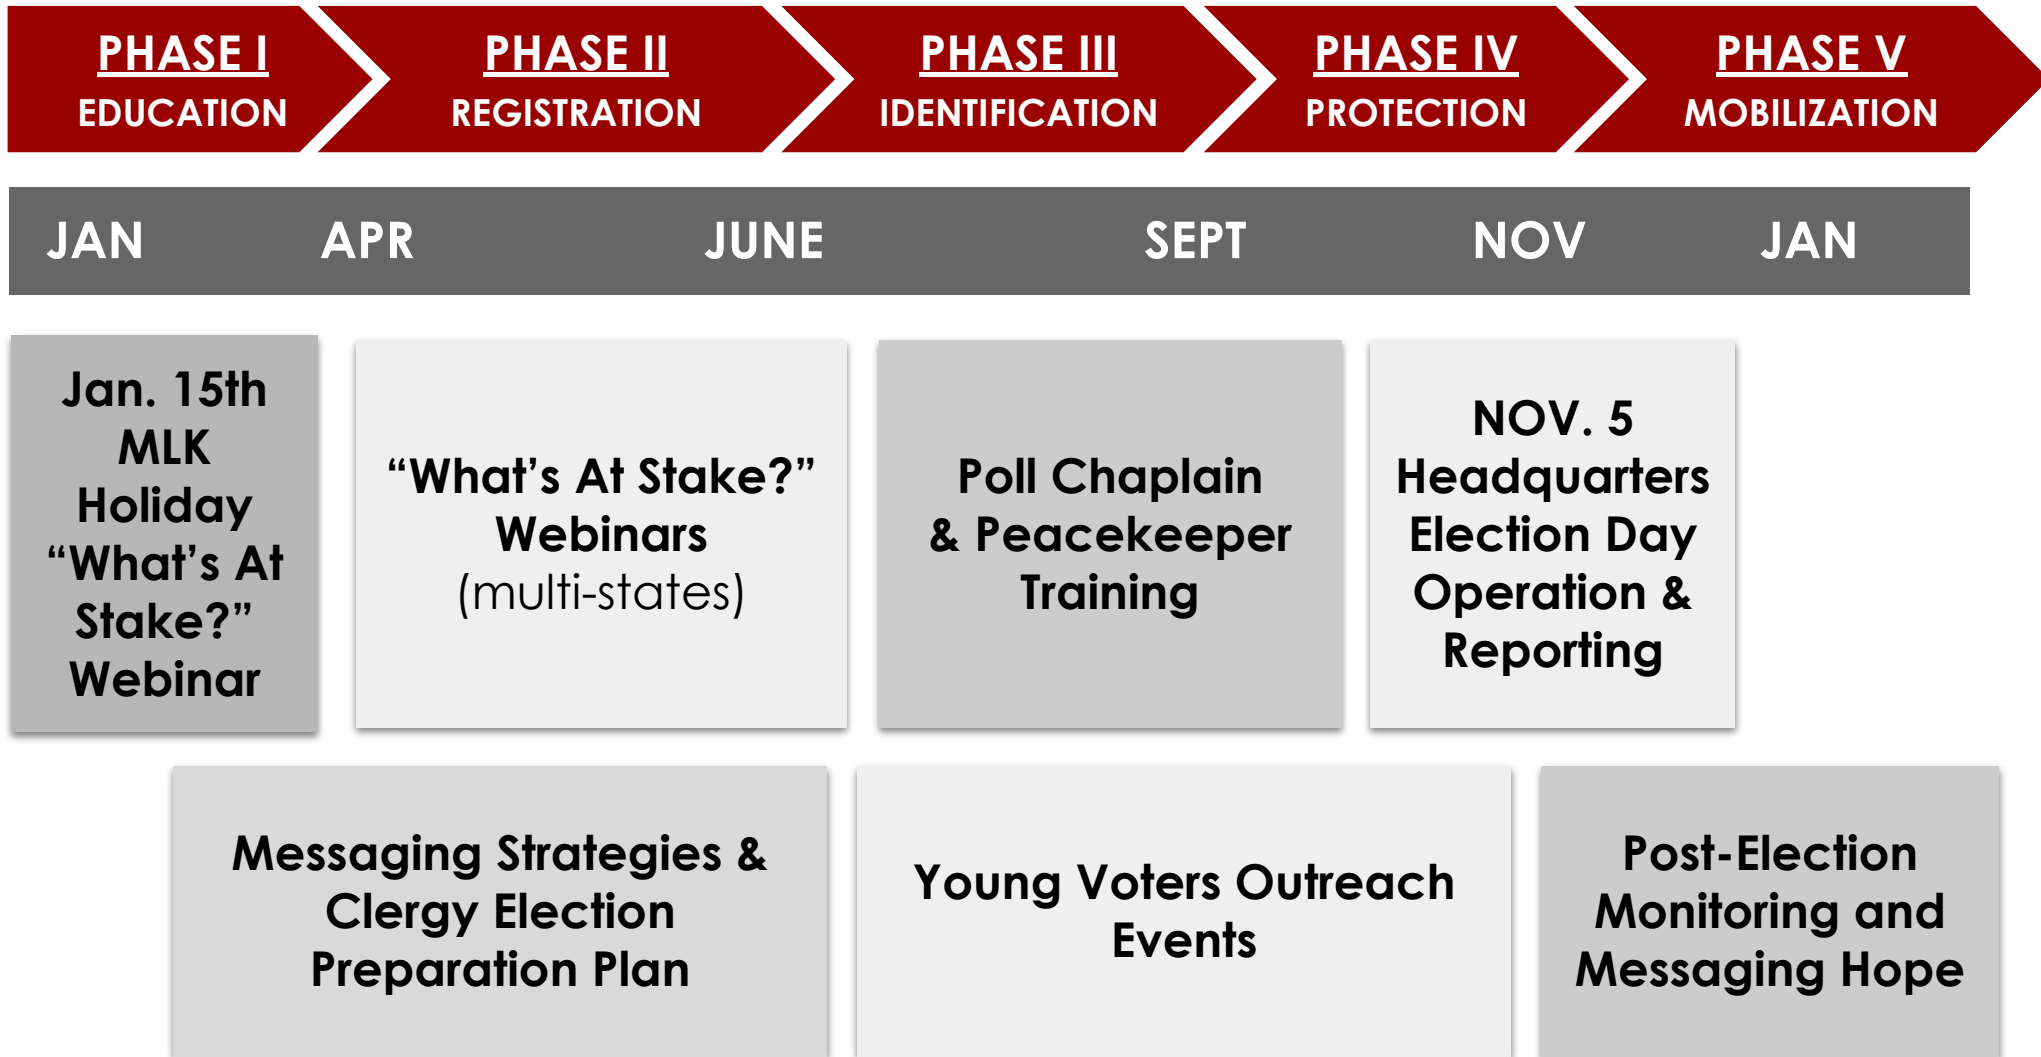 PHASE I
EDUCATION
PHASE II
REGISTRATION
PHASE III
IDENTIFICATION
PHASE IV
PROTECTION
PHASE V
MOBILIZATION
JAN
APR
JUNE
SEPT
NOV
JAN
Jan. 15th
MLK
Holiday
“What’s At
Stake?”
Webinar
“What’s At Stake?”
Webinars
(multi-states)
Poll Chaplain
& Peacekeeper
Training
NOV. 5
Headquarters
Election Day
Operation &
Reporting
Messaging Strategies &
Clergy Election
Preparation Plan
Young Voters Outreach
Events
Post-Election
Monitoring and
Messaging Hope